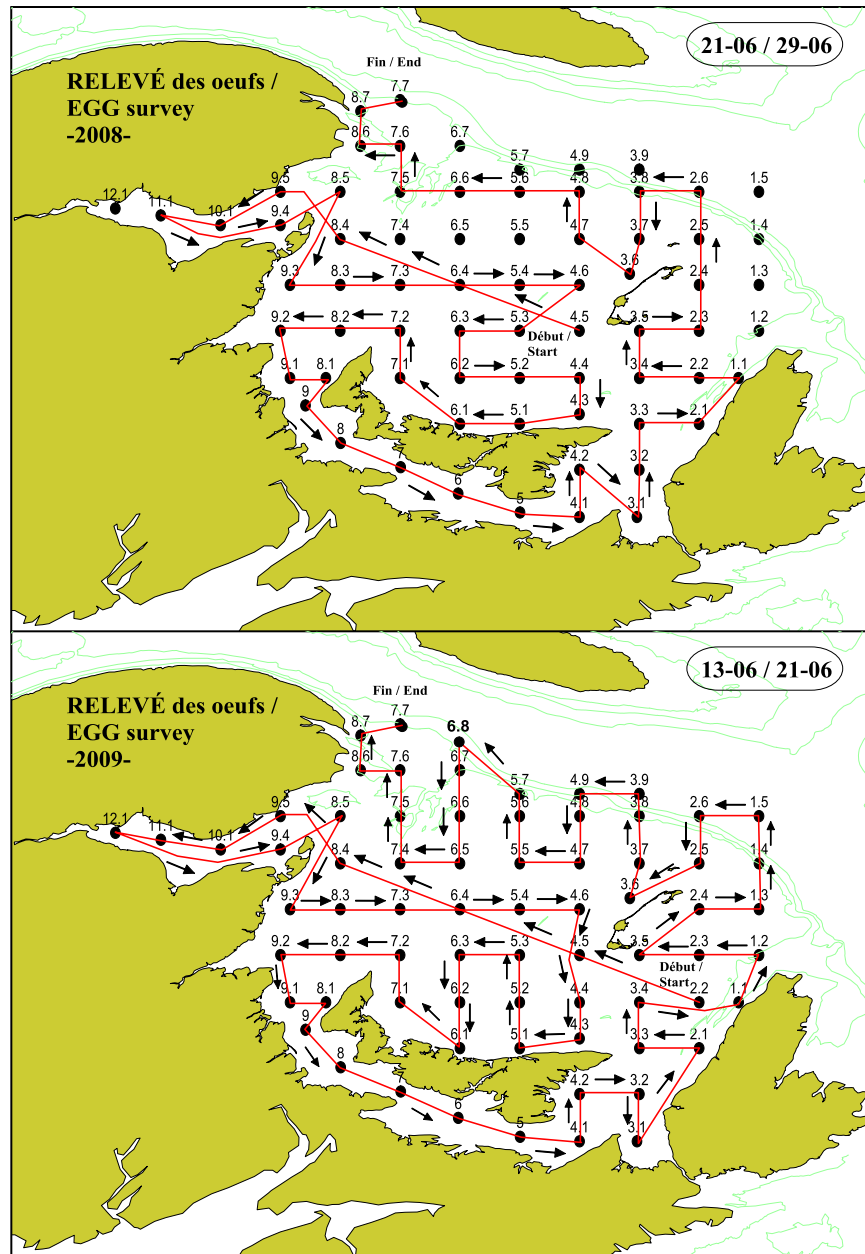 21-06 / 29-06
RELEVÉ des oeufs /
EGG survey
-2008-
Fin / End
7.7
8.7
8.6 7.6 6.7
5.7 4.9 3.9
12.1 11.1 10.1 9.5 8.5 7.5 6.6 5.6 4.8 3.8 2.6 1.5
9.4 8.4 7.4 6.5 5.5 4.7 3.7 2.5 1.4
3.6
9.3 8.3 7.3 6.4 5.4 4.6 2.4 1.3
9.2 8.2 7.2 6.3 5.3 4.5 3.5 2.3 1.2
Début /
Start
9.1 8.1 7.1 6.2 5.2 4.4 3.4 2.2 1.1
9 6.1 5.1 4.3 3.3 2.1
8
7 4.2 3.2
6
5 4.1 3.1
13-06 / 21-06
RELEVÉ des oeufs /
EGG survey
-2009-
Fin / End
7.7
8.7 6.8
8.6 7.6 6.7
5.7 4.9 3.9
12.1 11.1 10.1 9.5 8.5 7.5 6.6 5.6 4.8 3.8 2.6 1.5
9.4 8.4 7.4 6.5 5.5 4.7 3.7 2.5 1.4
3.6
9.3 8.3 7.3 6.4 5.4 4.6 2.4 1.3
9.2 8.2 7.2 6.3 5.3 4.5 3.5 2.3 1.2
Début /
Start
9.1 8.1 7.1 6.2 5.2 4.4 3.4 2.2 1.1
9 6.1 5.1 4.3 3.3 2.1
8
7 4.2 3.2
6
5 4.1 3.1